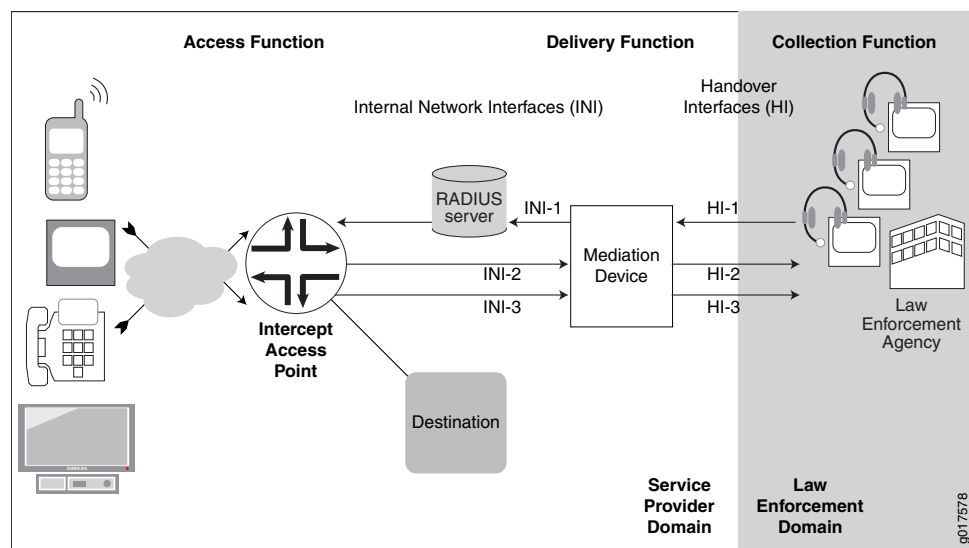 Access Function
Delivery Function
Collection Function
Internal Network Interfaces (INI)
Handover
Interfaces (HI)
RADIUS
server
INI-1
HI-1
Mediation
Device
INI-2
HI-2
INI-3
HI-3
Intercept
Access
Point
Law
Enforcement
Agency
Destination
SAMSUNG
Service
Provider
Domain
Law
Enforcement
Domain
g017578